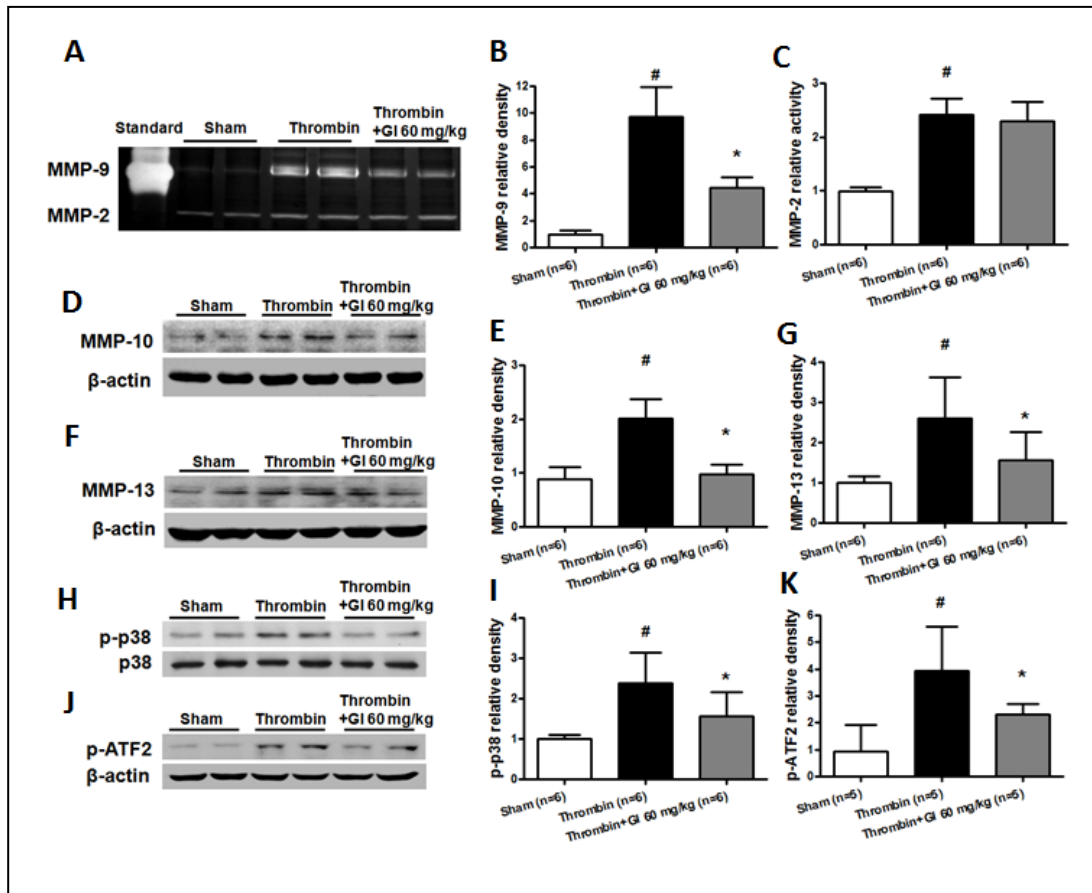 A
Standard Sham Thrombin Thrombin
+GI 60 mg/kg
MMP-9
MMP-2
B
MMP-9 relative density
12
10
8
6
4
2
0
#
*
Sham (n=6)
Thrombin (n=6)
Thrombin+GI 60 mg/kg (n=6)
C
MMP-2 relative activity
3
2
1
0
#
Sham (n=6)
Thrombin (n=6)
Thrombin+GI 60 mg/kg (n=6)
D
Sham Thrombin Thrombin
+GI 60 mg/kg
MMP-10
β-actin
E
MMP-10 relative density
3
2
1
0
#
*
Sham (n=6)
Thrombin (n=6)
Thrombin+GI 60 mg/kg (n=6)
G
MMP-13 relative density
4
3
2
1
0
#
*
Sham (n=6)
Thrombin (n=6)
Thrombin+GI 60 mg/kg (n=6)
F
Sham Thrombin Thrombin
+GI 60 mg/kg
MMP-13
β-actin
H
Sham Thrombin Thrombin
+GI 60 mg/kg
p-p38
p38
I
p-p38 relative density
4
3
2
1
0
#
*
Sham (n=6)
Thrombin (n=6)
Thrombin+GI 60 mg/kg (n=6)
K
p-ATF2 relative density
6
5
4
3
2
1
0
#
*
Sham (n=5)
Thrombin (n=5)
Thrombin+GI 60 mg/kg (n=5)
J
Sham Thrombin Thrombin
+GI 60 mg/kg
p-ATF2
β-actin